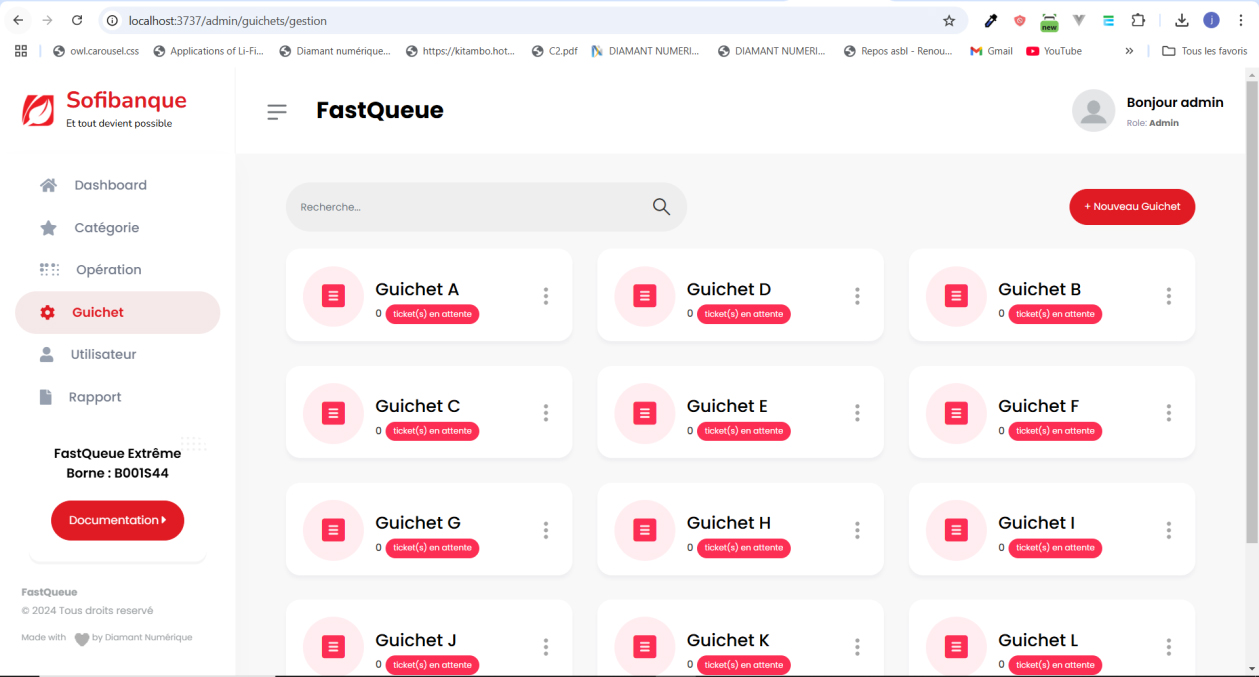 localhost:3737/admin/guichets/gestion
new
owl.carousel.css
Applications of Li-Fi...
Diamant numérique...
https://kitambo.hot...
C2.pdf
DIAMANT NUMERI...
DIAMANT NUMERI...
Repos asbl - Renou...
Gmail
YouTube
Tous les favoris
Sofibanque
Et tout devient possible
FastQueue
Bonjour admin
Role: Admin
Dashboard
Catégorie
Opération
Guichet
Utilisateur
Rapport
FastQueue Extrême
Borne : B001S44
Documentation
FastQueue
© 2024 Tous droits reservé
Made with by Diamant Numérique
Recherche...
+ Nouveau Guichet
Guichet A
0 ticket(s) en attente
Guichet D
0 ticket(s) en attente
Guichet B
0 ticket(s) en attente
Guichet C
0 ticket(s) en attente
Guichet E
0 ticket(s) en attente
Guichet F
0 ticket(s) en attente
Guichet G
0 ticket(s) en attente
Guichet H
0 ticket(s) en attente
Guichet I
0 ticket(s) en attente
Guichet J
0 ticket(s) en attente
Guichet K
0 ticket(s) en attente
Guichet L
0 ticket(s) en attente